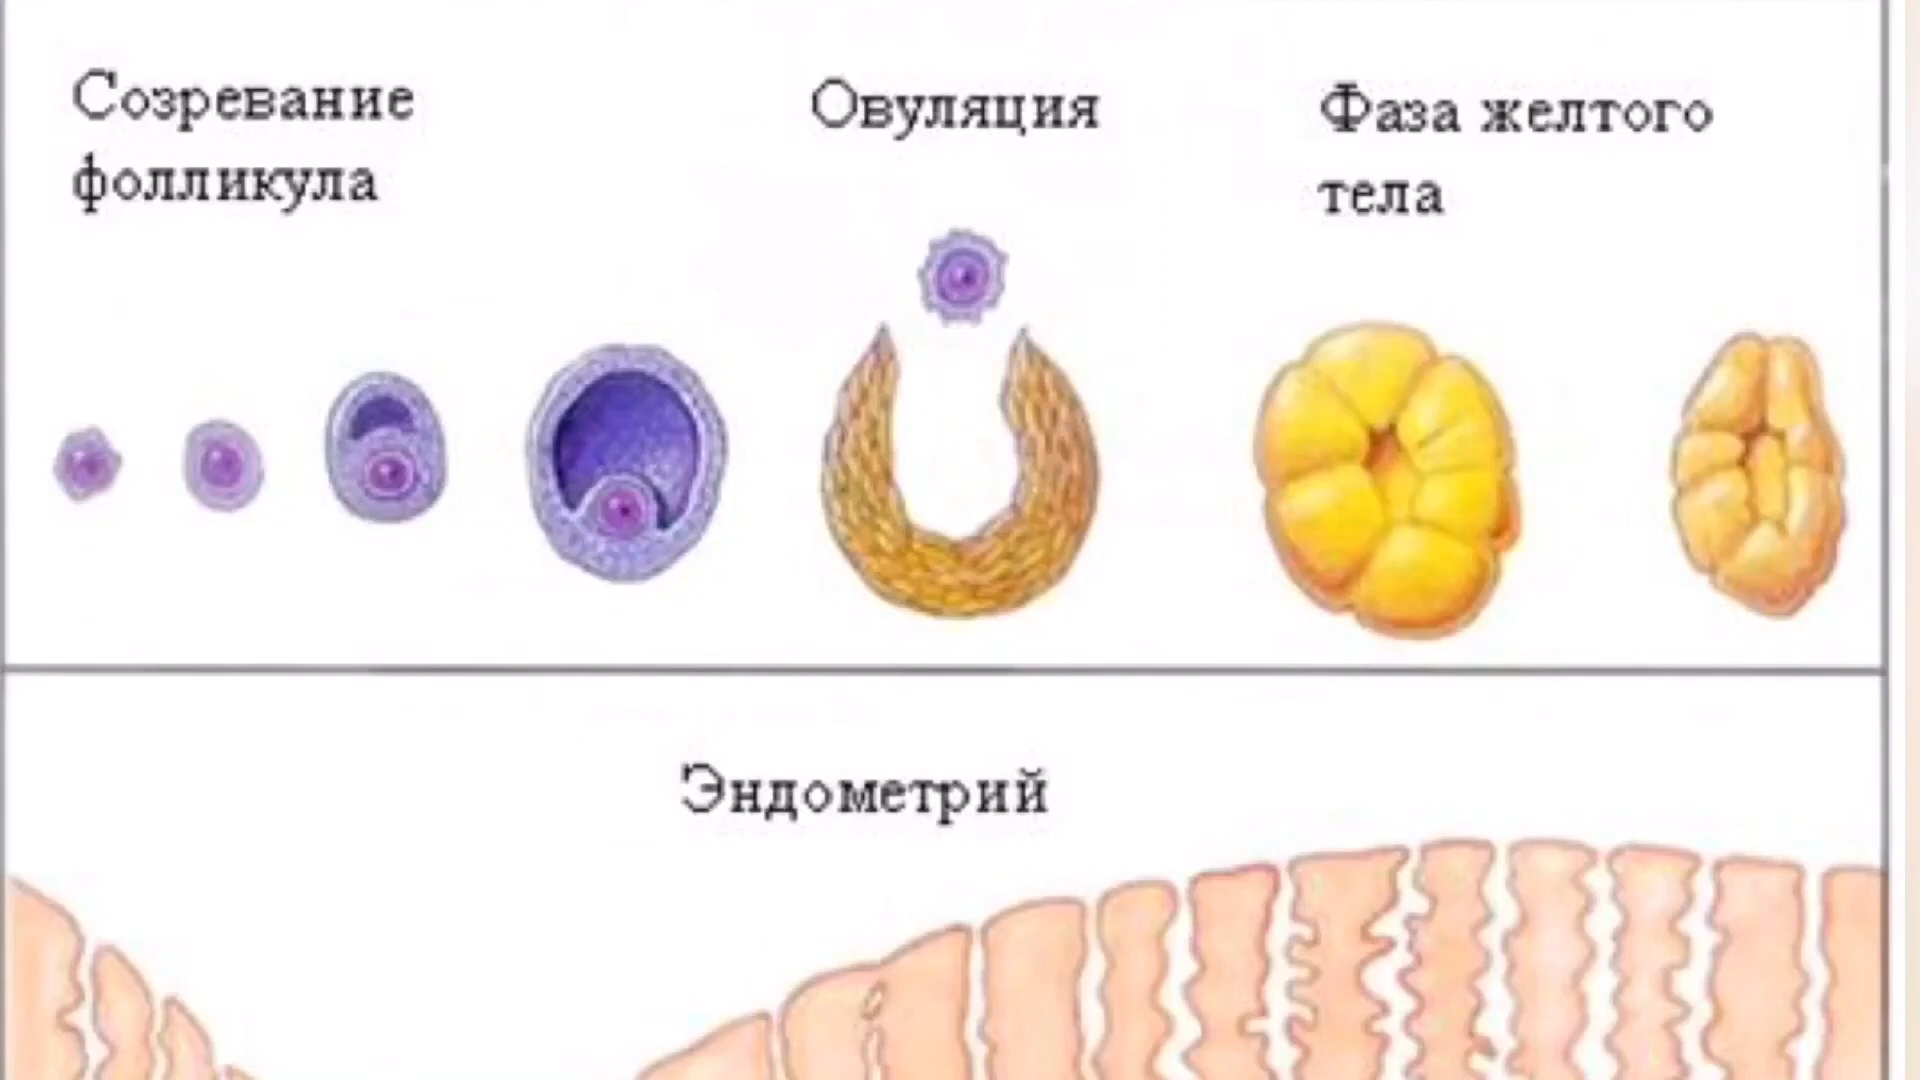 Созревание
фолликула
Овуляция
Фаза желтого
тела
Эндометрий